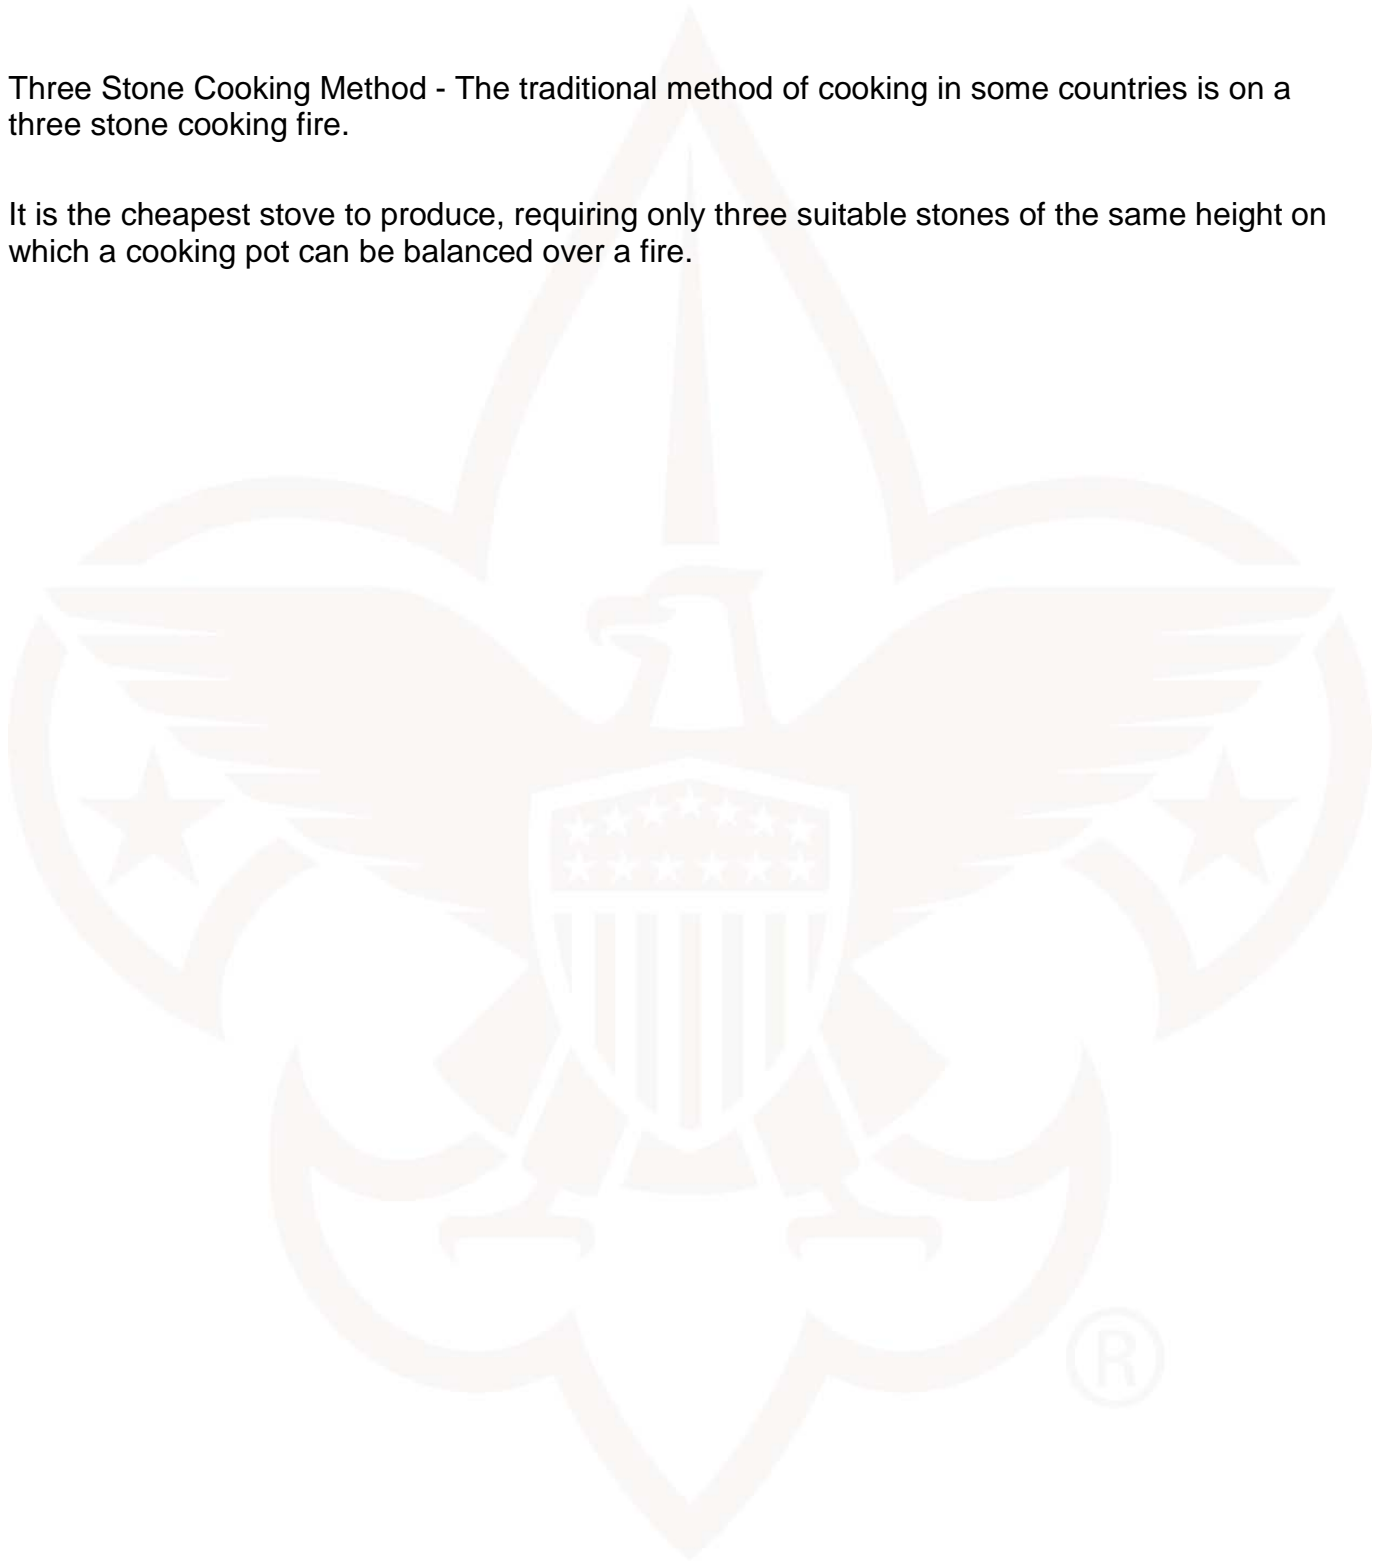 Three Stone Cooking Method - The traditional method of cooking in some countries is on a
three stone cooking fire.
It is the cheapest stove to produce, requiring only three suitable stones of the same height on
which a cooking pot can be balanced over a fire.
®